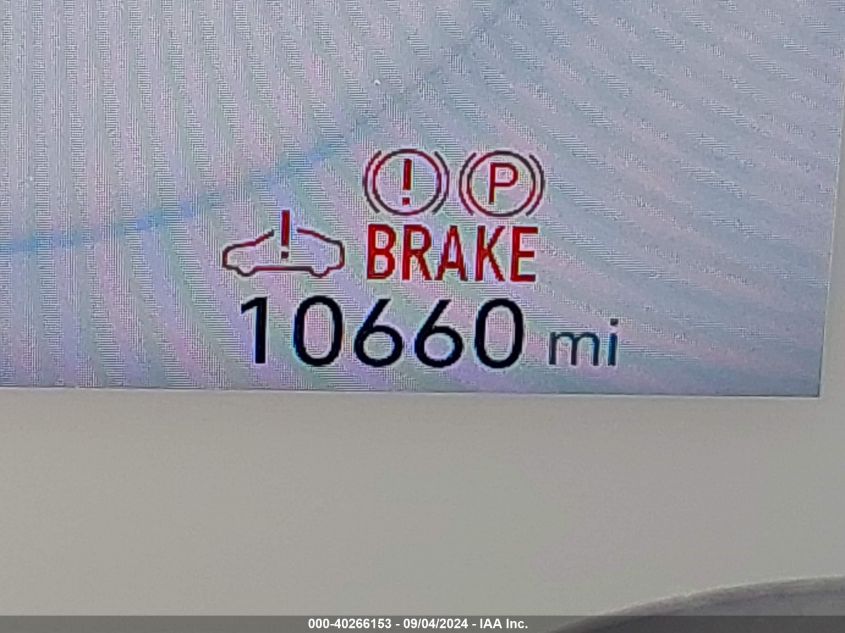 ! P
! BRAKE
10660 mi
000-40266153 - 09/04/2024 - IAA Inc.